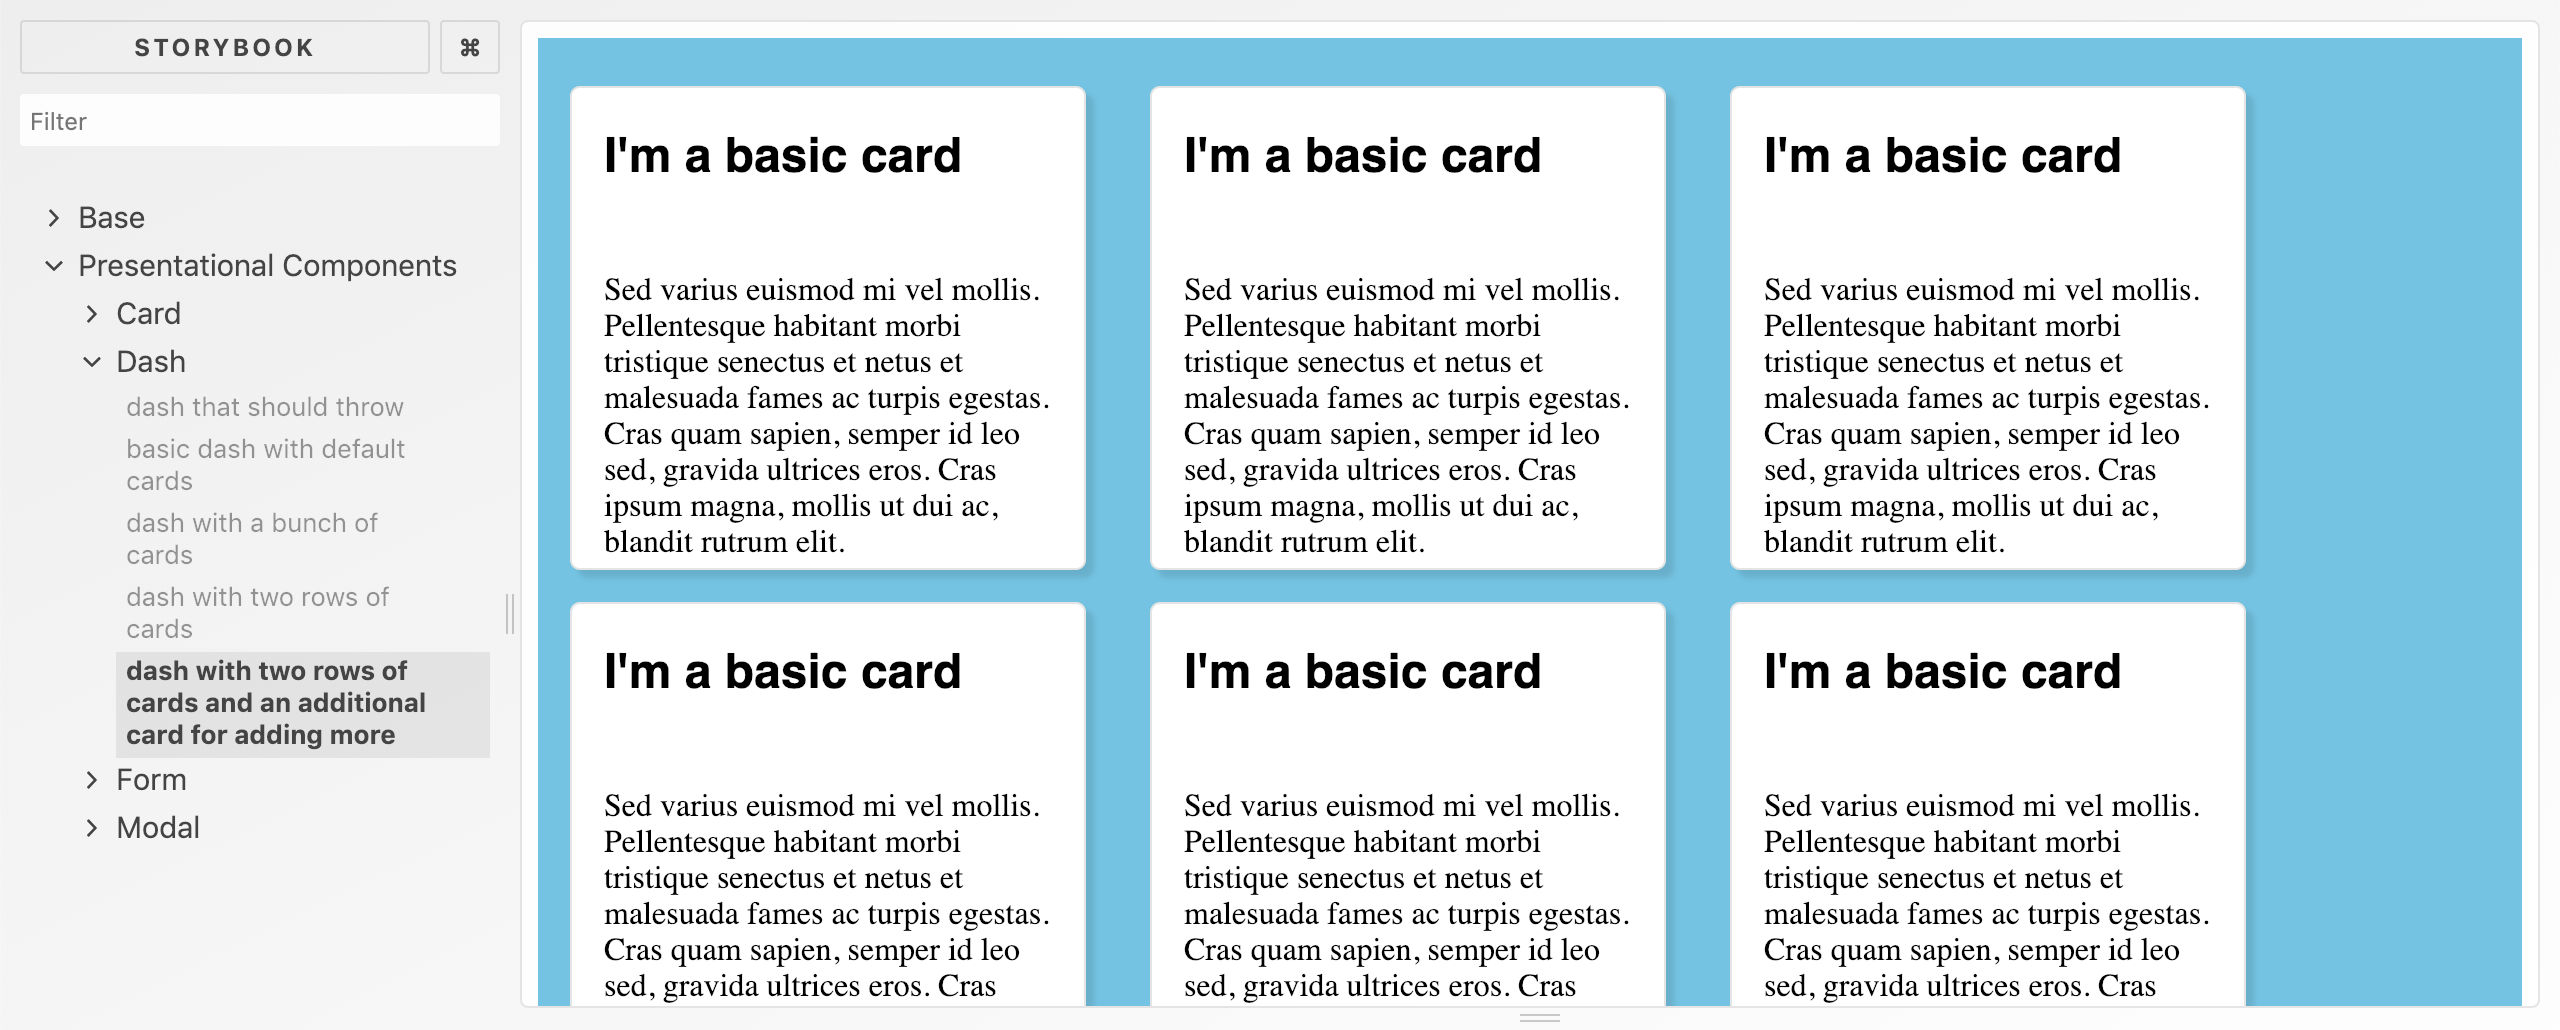 STORYBOOK ⌘
Filter
Base
Presentational Components
Card
Dash
dash that should throw
basic dash with default
cards
dash with a bunch of
cards
dash with two rows of
cards
dash with two rows of
cards and an additional
card for adding more
Form
Modal
I'm a basic card
Sed varius euismod mi vel mollis.
Pellentesque habitant morbi
tristique senectus et netus et
malesuada fames ac turpis egestas.
Cras quam sapien, semper id leo
sed, gravida ultrices eros. Cras
ipsum magna, mollis ut dui ac,
blandit rutrum elit.
I'm a basic card
Sed varius euismod mi vel mollis.
Pellentesque habitant morbi
tristique senectus et netus et
malesuada fames ac turpis egestas.
Cras quam sapien, semper id leo
sed, gravida ultrices eros. Cras
ipsum magna, mollis ut dui ac,
blandit rutrum elit.
I'm a basic card
Sed varius euismod mi vel mollis.
Pellentesque habitant morbi
tristique senectus et netus et
malesuada fames ac turpis egestas.
Cras quam sapien, semper id leo
sed, gravida ultrices eros. Cras
ipsum magna, mollis ut dui ac,
blandit rutrum elit.
I'm a basic card
Sed varius euismod mi vel mollis.
Pellentesque habitant morbi
tristique senectus et netus et
malesuada fames ac turpis egestas.
Cras quam sapien, semper id leo
sed, gravida ultrices eros. Cras
I'm a basic card
Sed varius euismod mi vel mollis.
Pellentesque habitant morbi
tristique senectus et netus et
malesuada fames ac turpis egestas.
Cras quam sapien, semper id leo
sed, gravida ultrices eros. Cras
I'm a basic card
Sed varius euismod mi vel mollis.
Pellentesque habitant morbi
tristique senectus et netus et
malesuada fames ac turpis egestas.
Cras quam sapien, semper id leo
sed, gravida ultrices eros. Cras